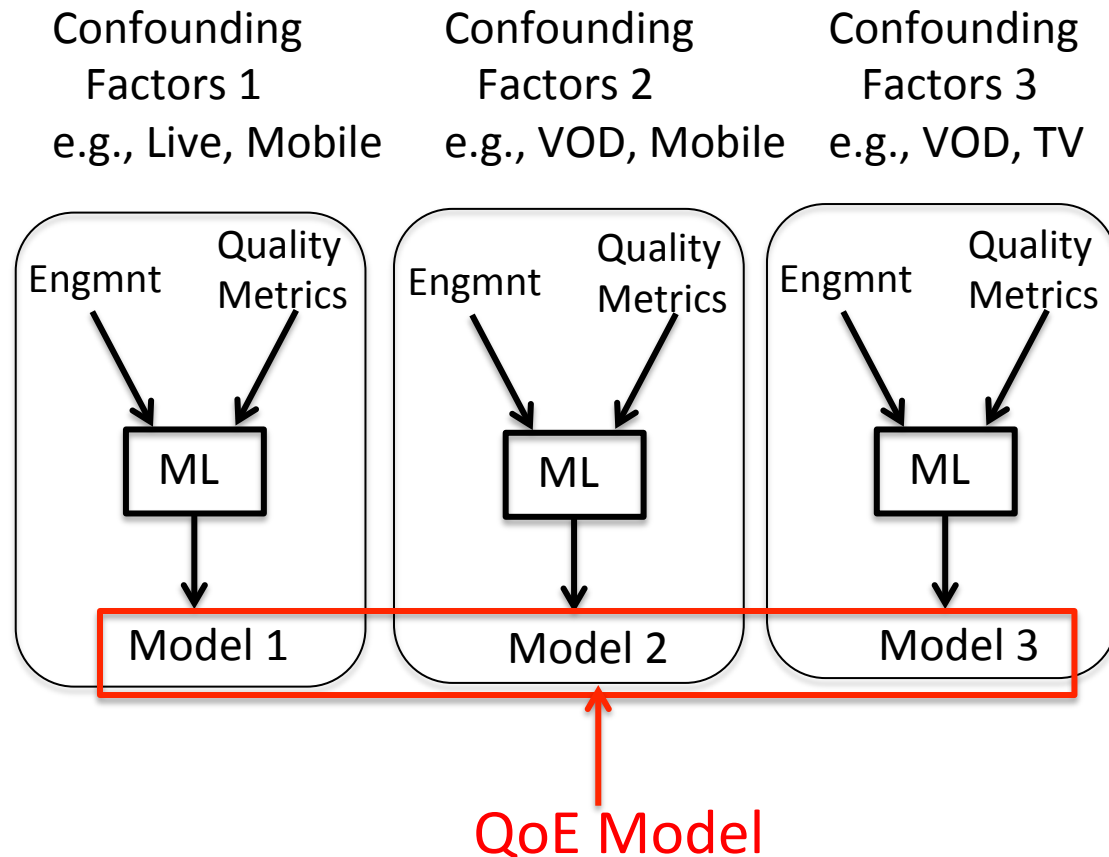 Confounding
Factors 1
e.g., Live, Mobile
Confounding
Factors 2
e.g., VOD, Mobile
Confounding
Factors 3
e.g., VOD, TV
Engmnt
Quality
Metrics
ML
Model 1
Engmnt
Quality
Metrics
ML
Model 2
Engmnt
Quality
Metrics
ML
Model 3
QoE Model